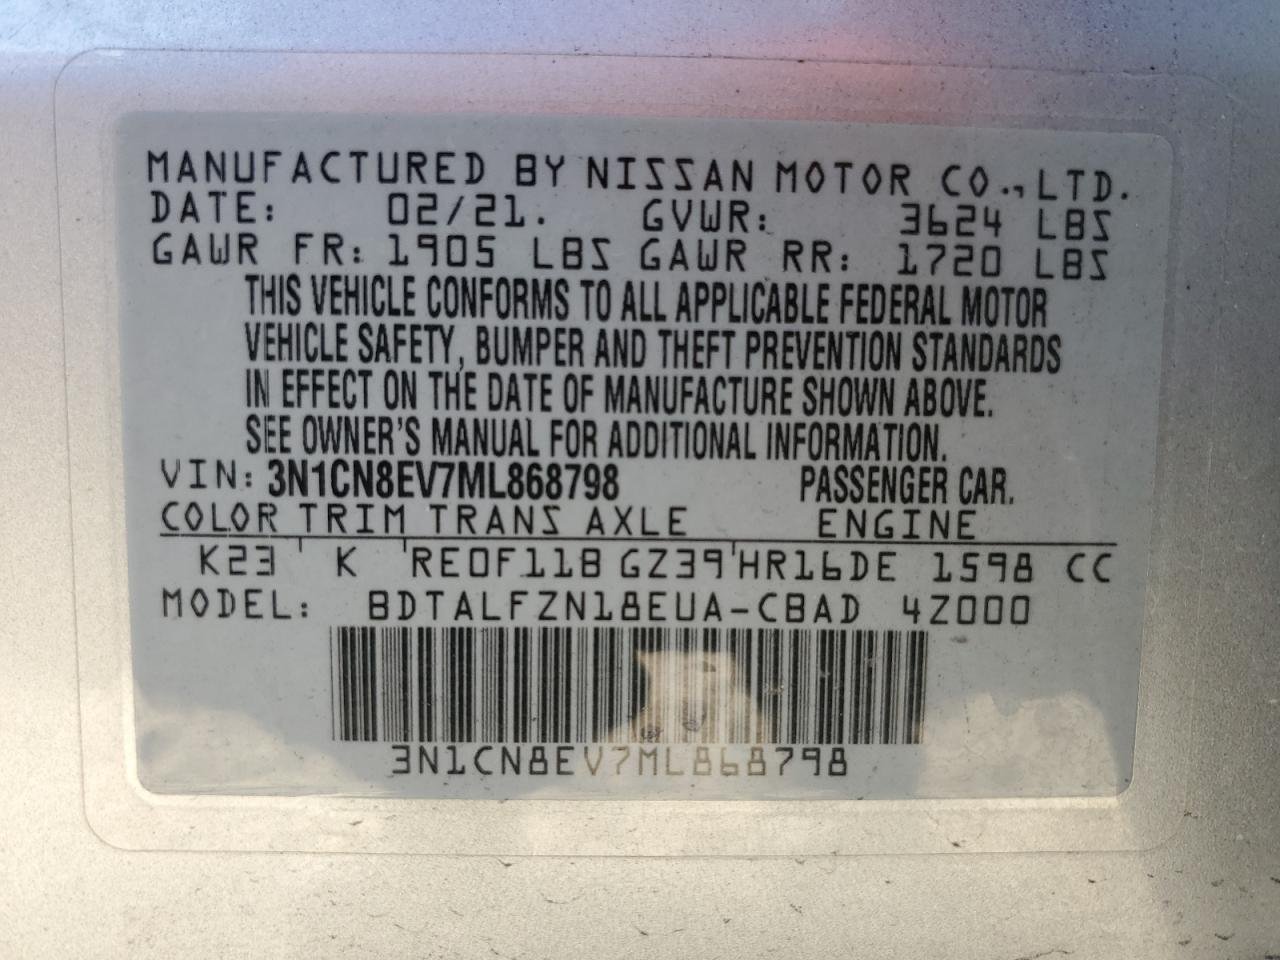 MANUFACTURED BY NISSAN MOTOR CO., LTD.
DATE: 02/21. GVWR: 3624 LBS
GAWR FR: 1905 LBS GAWR RR: 1720 LBS
THIS VEHICLE CONFORMS TO ALL APPLICABLE FEDERAL MOTOR
VEHICLE SAFETY, BUMPER AND THEFT PREVENTION STANDARDS
IN EFFECT ON THE DATE OF MANUFACTURE SHOWN ABOVE.
SEE OWNER'S MANUAL FOR ADDITIONAL INFORMATION.
VIN: 3N1CN8EV7ML868798 PASSENGER CAR.
COLOR TRIM TRANS AXLE ENGINE
K23 K RE0F11B GZ39 HR16DE 1598 CC
MODEL: BDTALFZN18EUA-CBAD 4Z000
3N1CN8EV7ML868798